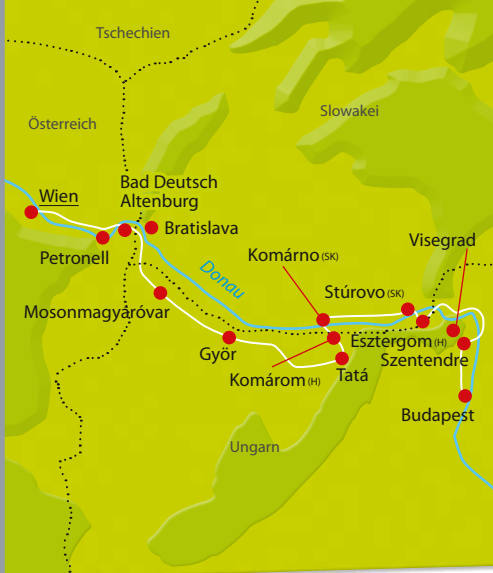 Tschechien
Slowakei
Österreich
Wien
Bad Deutsch
Altenburg
Bratislava
Petronell
Donau
Visegrad
Komárno (SK)
Stúrovo (SK)
Mosonmagyáróvar
Györ
Esztergom (H)
Szentendre
Komárom (H)
Tatá
Budapest
Ungarn